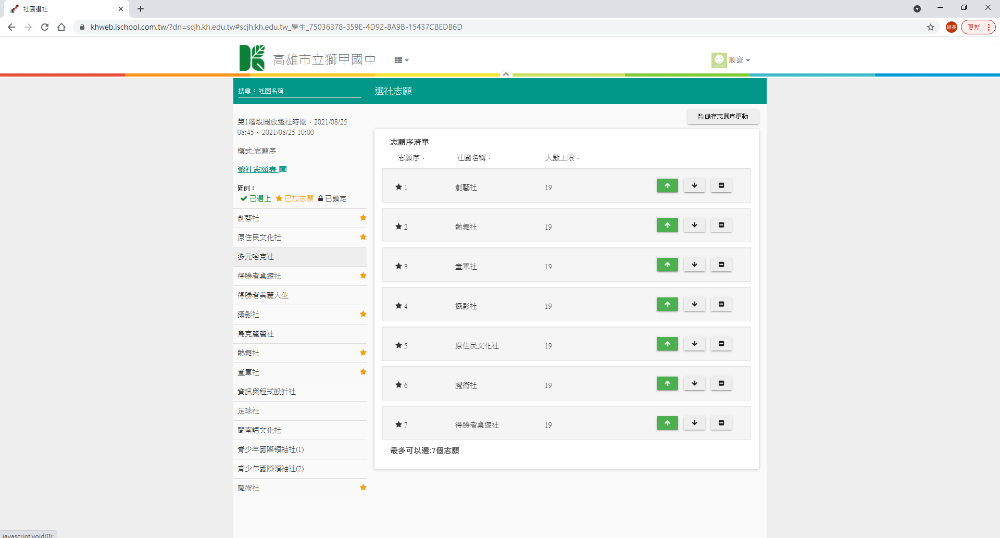 社團選社
khweb.ischool.com.tw/?dn=scjh.kh.edu.tw#scjh.kh.edu.tw_學生_75036378-359E-4D92-8A9B-15437CBEDB6D
組長
更新
高雄市立獅甲國中
順寶
搜尋：社團名稱
選社志願
儲存志願序更動
第1階段開放選社時間：2021/08/25
08:45 ~ 2021/08/25 10:00
模式:志願序
選社志願表
圖例：
已選上 已加志願 已鎖定
創藝社
原住民文化社
多元哈克社
得勝者桌遊社
得勝者美麗人生
攝影社
烏克麗麗社
熱舞社
童軍社
資訊與程式設計社
足球社
閩南語文化社
青少年國際領袖社(1)
青少年國際領袖社(2)
魔術社
志願序清單
志願序： 社團名稱： 人數上限：
1 創藝社 19
2 熱舞社 19
3 童軍社 19
4 攝影社 19
5 原住民文化社 19
6 魔術社 19
7 得勝者桌遊社 19
最多可以選:7個志願
javascript:void(0);